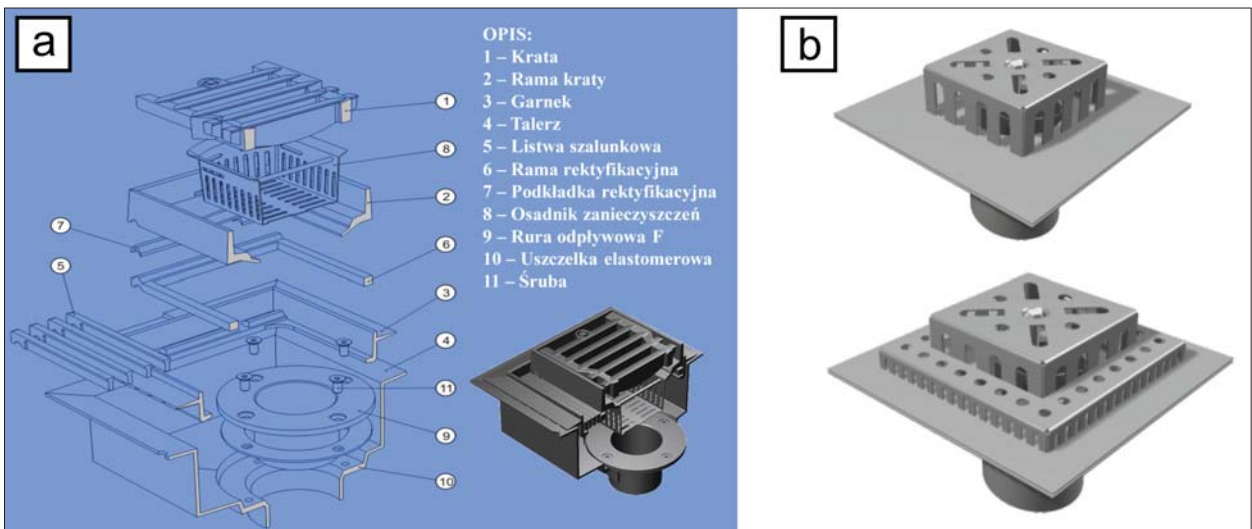 a
OPIS:
1 – Krata
2 – Rama kraty
3 – Garnek
4 – Talerz
5 – Listwa szalunkowa
6 – Rama rektyfikacyjna
7 – Podkładka rektyfikacyjna
8 – Osadnik zanieczyszczeń
9 – Rura odpływowa F
10 – Uszczelka elastomerowa
11 – Śruba
1
8
2
7
6
5
3
4
11
9
10
b